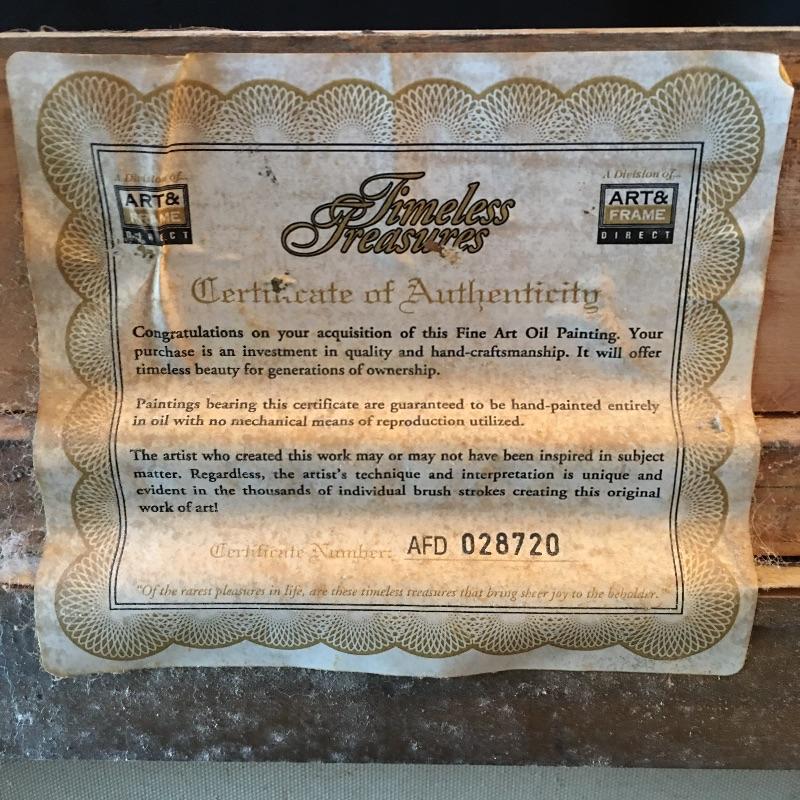 A Division of...
ART&
FRAME
DIRECT
Timeless
Treasures
A Division of...
ART&
FRAME
DIRECT
Certificate of Authenticity
Congratulations on your acquisition of this Fine Art Oil Painting. Your
purchase is an investment in quality and hand-craftsmanship. It will offer
timeless beauty for generations of ownership.
Paintings bearing this certificate are guaranteed to be hand-painted entirely
in oil with no mechanical means of reproduction utilized.
The artist who created this work may or may not have been inspired in subject
matter. Regardless, the artist's technique and interpretation is unique and
evident in the thousands of individual brush strokes creating this original
work of art!
Certificate Number: AFD 028720
"Of the rarest pleasures in life, are these timeless treasures that bring sheer joy to the beholder."